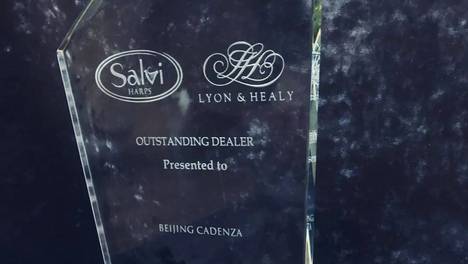 Salvi
HARPS
LYON & HEALY
OUTSTANDING DEALER
Presented to
BEIJING CADENZA